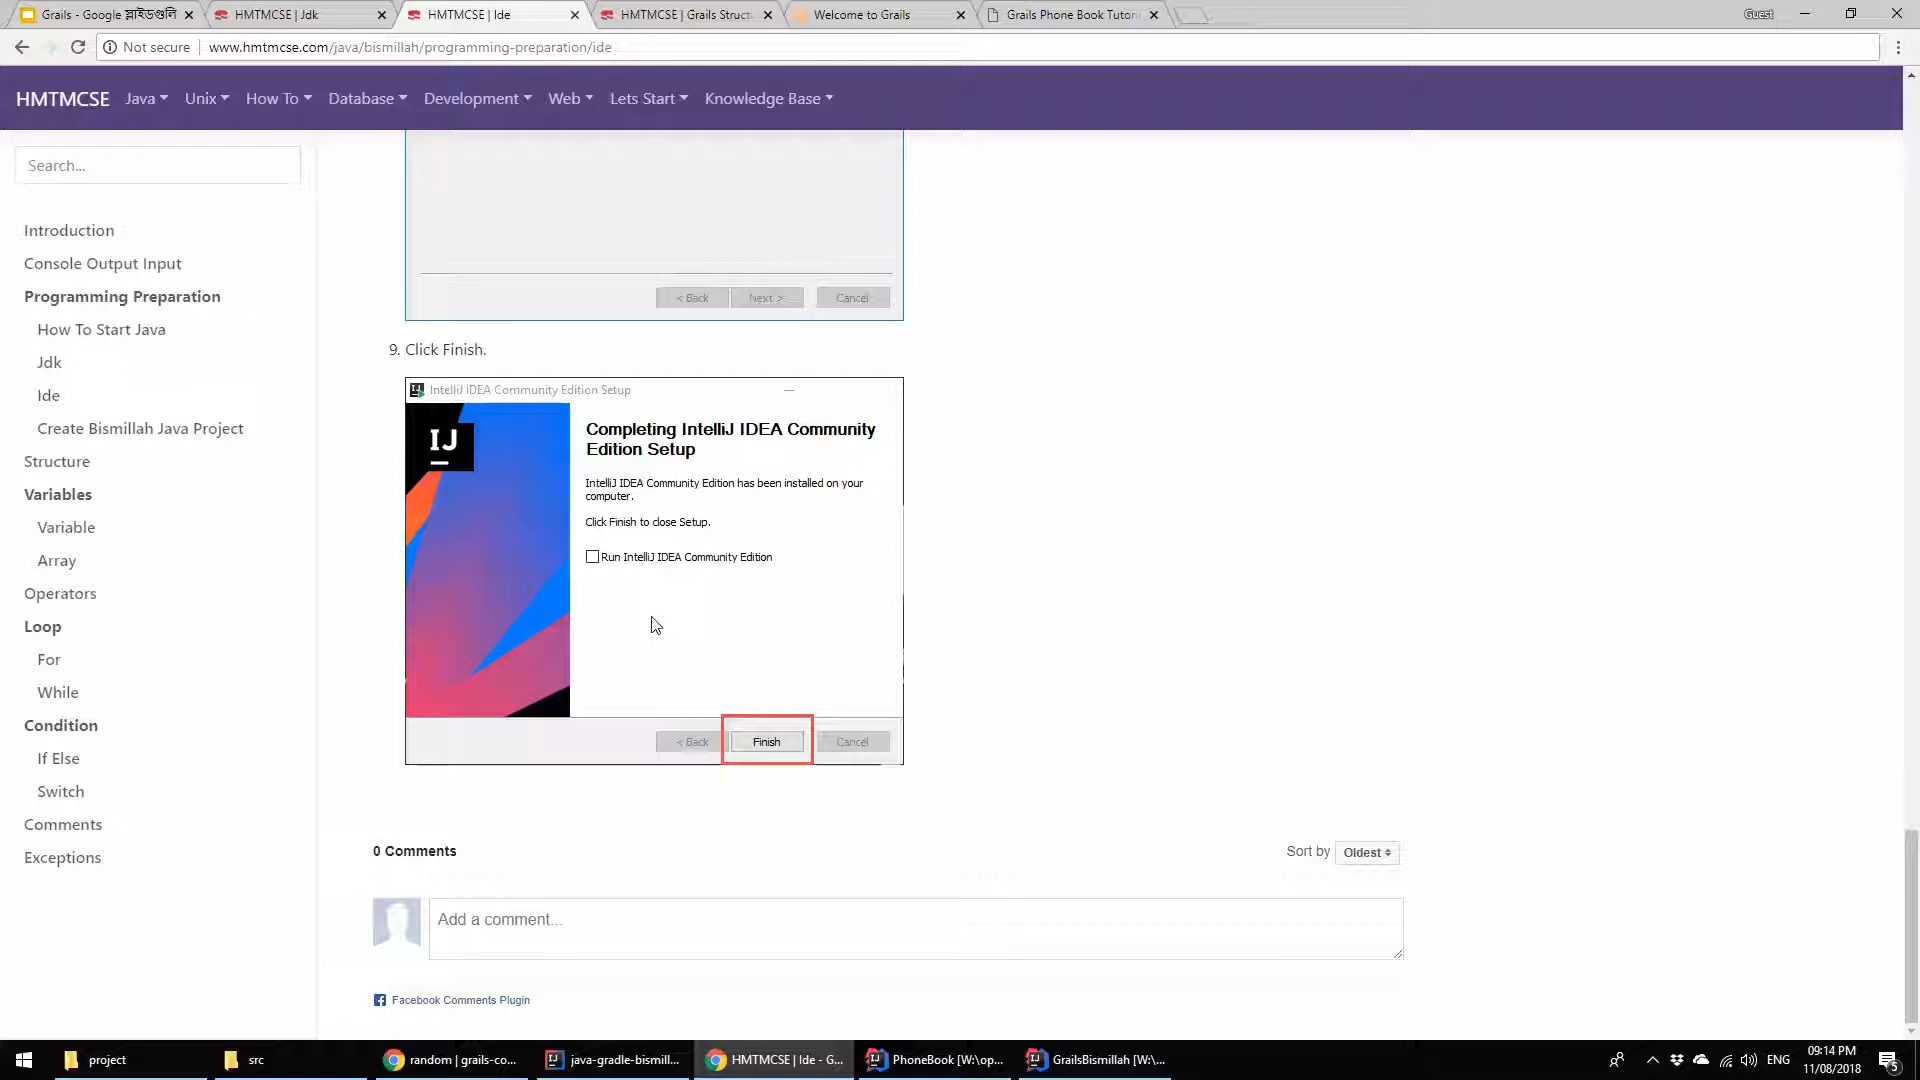 Grails - Google স্লাইডগুলি
HMTMCSE | Jdk
HMTMCSE | Ide
HMTMCSE | Grails Struct
Welcome to Grails
Grails Phone Book Tutor
Guest
Not secure
www.hmtmcse.com/java/bismillah/programming-preparation/ide
HMTMCSE Java Unix How To Database Development Web Lets Start Knowledge Base
Search...
Introduction
Console Output Input
Programming Preparation
How To Start Java
Jdk
Ide
Create Bismillah Java Project
Structure
Variables
Variable
Array
Operators
Loop
For
While
Condition
If Else
Switch
Comments
Exceptions
< Back Next > Cancel
9. Click Finish.
IntelliJ IDEA Community Edition Setup
IJ
Completing IntelliJ IDEA Community
Edition Setup
IntelliJ IDEA Community Edition has been installed on your
computer.
Click Finish to close Setup.
Run IntelliJ IDEA Community Edition
< Back Finish Cancel
0 Comments
Sort by Oldest
Add a comment...
Facebook Comments Plugin
project
src
random | grails-co...
java-gradle-bismill...
HMTMCSE | Ide - G...
PhoneBook [W:\op...
GrailsBismillah [W:\...
ENG
09:14 PM
11/08/2018
5